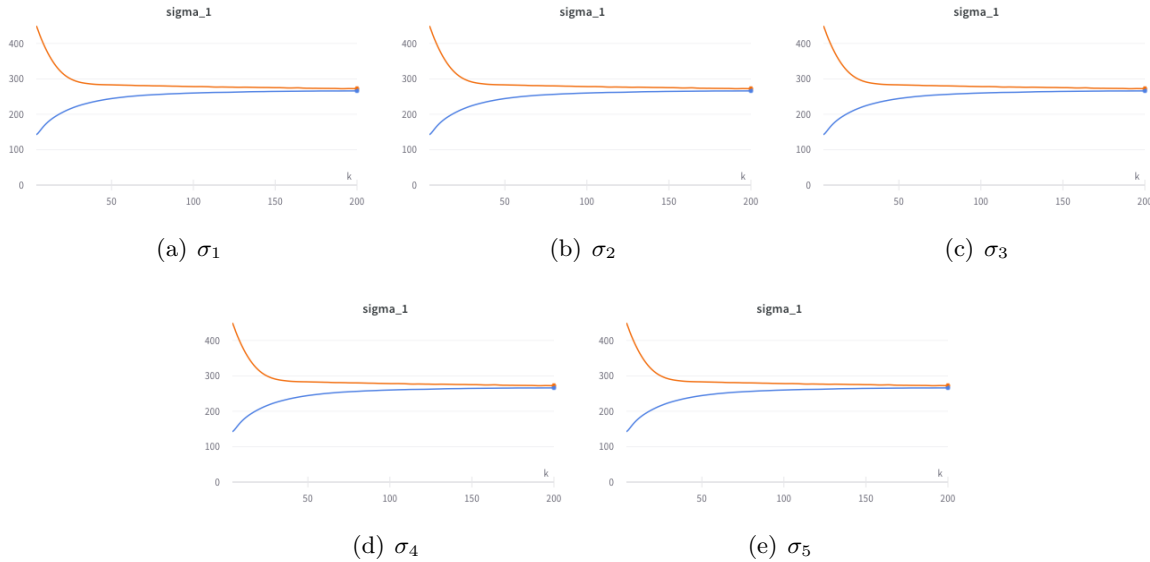 sigma_1 sigma_1 sigma_1
400 400 400
300 300 300
200 200 200
100 100 100
k k k
0 0 0
50 100 150 200 50 100 150 200 50 100 150 200
(a) σ₁ (b) σ₂ (c) σ₃
sigma_1 sigma_1
400 400
300 300
200 200
100 100
k k
0 0
50 100 150 200 50 100 150 200
(d) σ₄ (e) σ₅